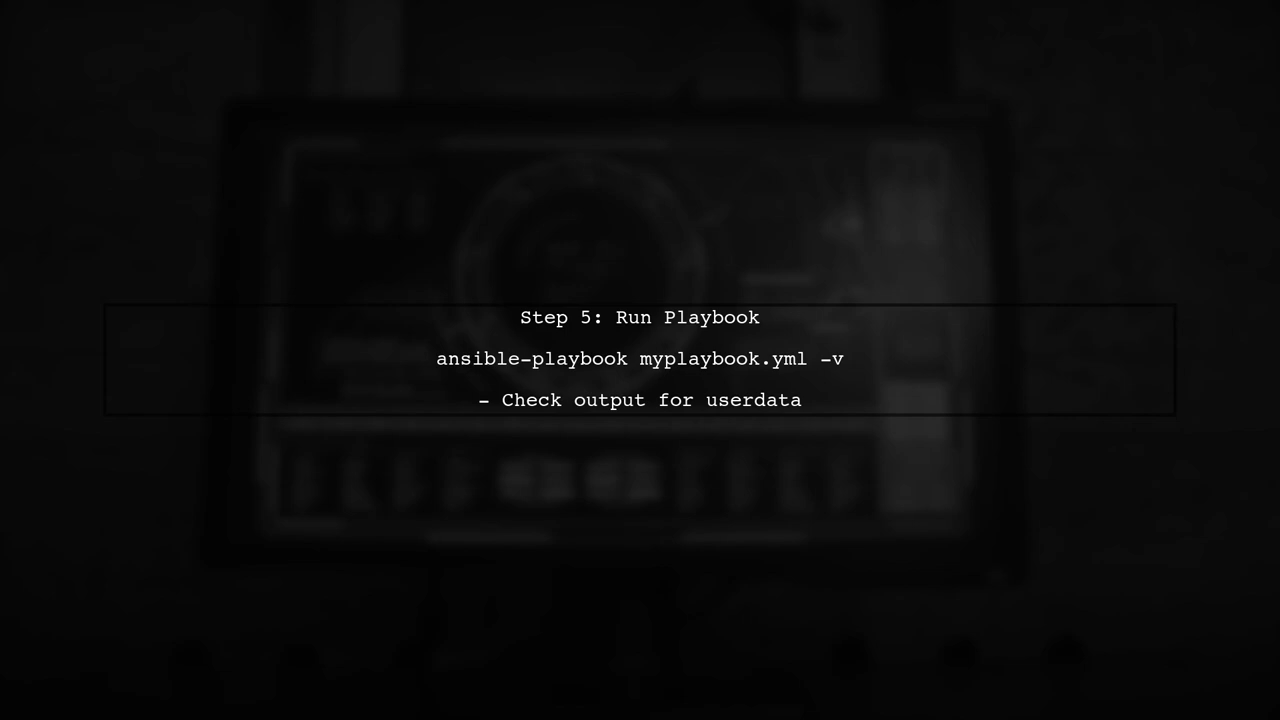 Step 5: Run Playbook
ansible-playbook myplaybook.yml -v
- Check output for userdata